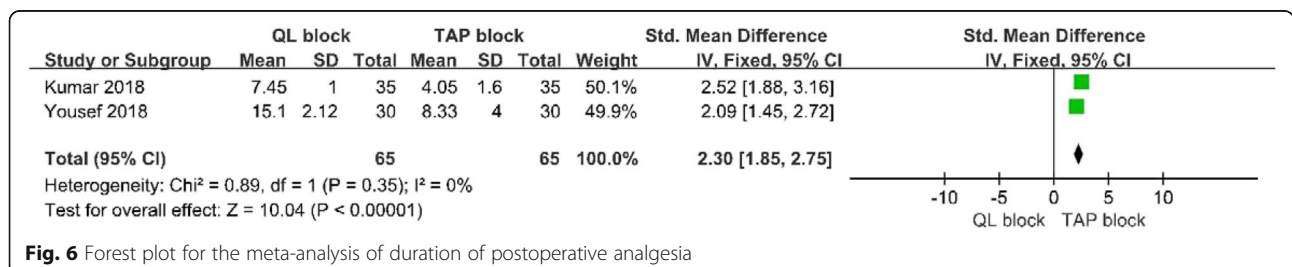 QL block TAP block Std. Mean Difference Std. Mean Difference
Study or Subgroup Mean SD Total Mean SD Total Weight IV, Fixed, 95% CI IV, Fixed, 95% CI
Kumar 2018 7.45 1 35 4.05 1.6 35 50.1% 2.52 [1.88, 3.16]
Yousef 2018 15.1 2.12 30 8.33 4 30 49.9% 2.09 [1.45, 2.72]
Total (95% CI) 65 65 100.0% 2.30 [1.85, 2.75]
Heterogeneity: Chi² = 0.89, df = 1 (P = 0.35); I² = 0%
Test for overall effect: Z = 10.04 (P < 0.00001)
-10 -5 0 5 10
QL block TAP block
Fig. 6 Forest plot for the meta-analysis of duration of postoperative analgesia